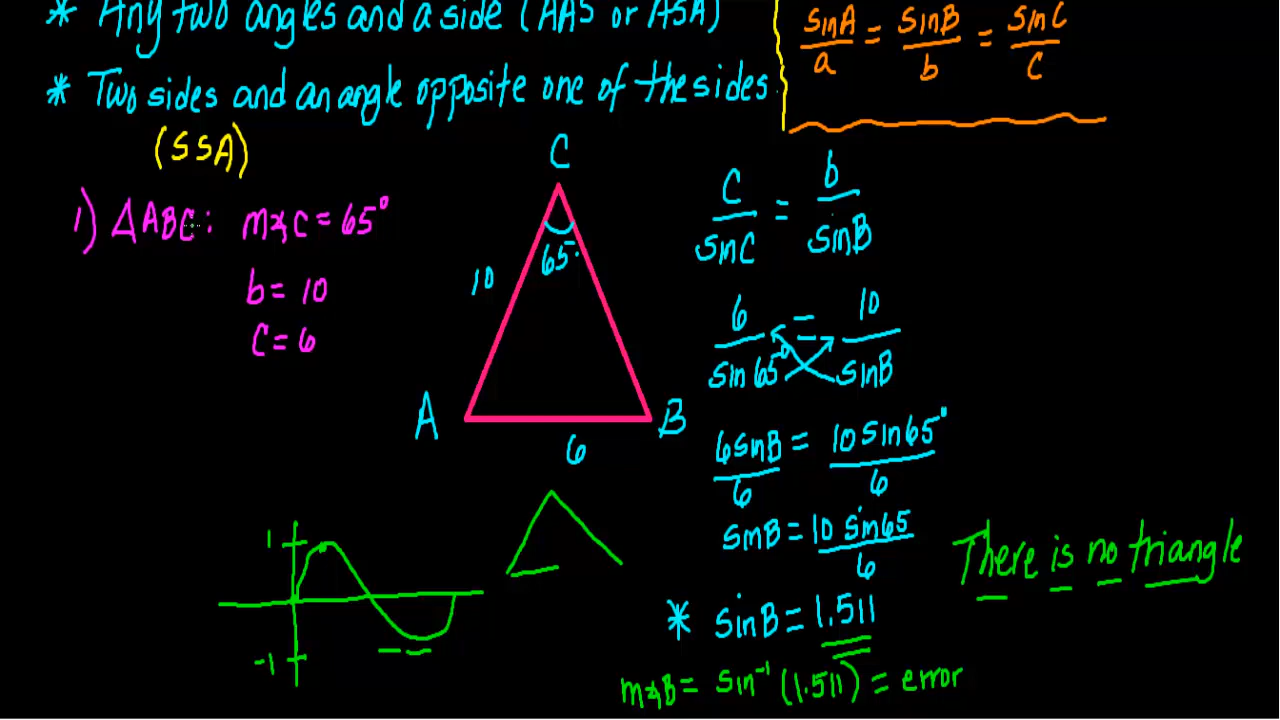 * Any two angles and a side (AAS or ASA)
* Two sides and an angle opposite one of the sides
(SSA)
sinA/a = sinB/b = sinC/c
1) △ABC: m∡C = 65°
b = 10
c = 6
C
65°
10
A
B
6
c/sinC = b/sinB
6/sin65° = 10/sinB
6sinB/6 = 10sin65°/6
sinB = 10 sin65/6
* sinB = 1.511
m∡B = sin⁻¹(1.511) = error
There is no triangle
1
-1